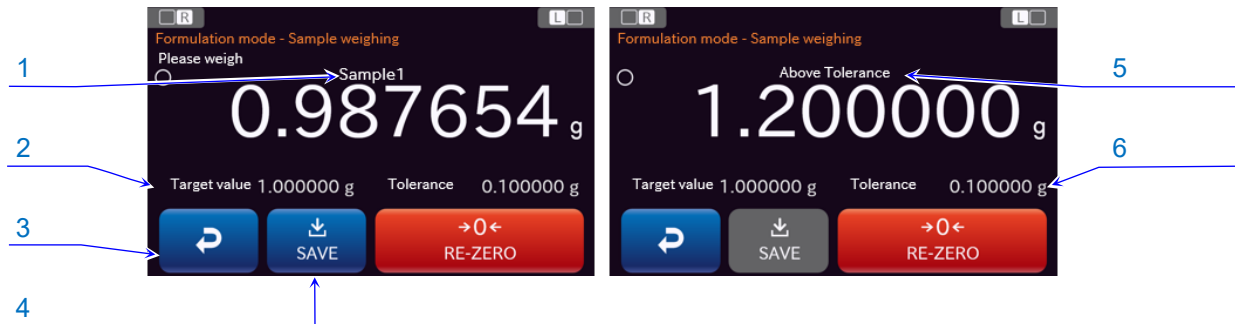 R L
Formulation mode - Sample weighing
Please weigh
Sample1
0.987654 g
Target value 1.000000 g Tolerance 0.100000 g
SAVE
→0←
RE-ZERO
R L
Formulation mode - Sample weighing
Above Tolerance
1.200000 g
Target value 1.000000 g Tolerance 0.100000 g
SAVE
→0←
RE-ZERO
1
2
3
4
5
6